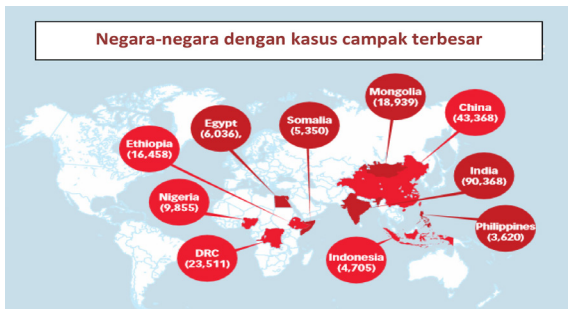 Negara-negara dengan kasus campak terbesar
Mongolia
(18,939)
China
(43,368)
Egypt
(6,036),
Somalia
(5,350)
Ethiopia
(16,458)
India
(90,368)
Nigeria
(9,855)
Philippines
(3,620)
DRC
(23,511)
Indonesia
(4,705)